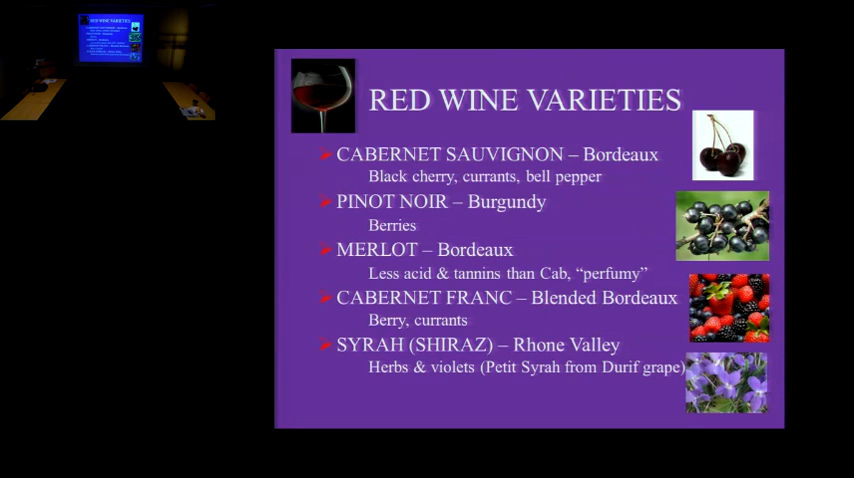 RED WINE VARIETIES
CABERNET SAUVIGNON – Bordeaux
Black cherry, currants, bell pepper
PINOT NOIR – Burgundy
Berries
MERLOT – Bordeaux
Less acid & tannins than Cab, “perfumy”
CABERNET FRANC – Blended Bordeaux
Berry, currants
SYRAH (SHIRAZ) – Rhone Valley
Herbs & violets (Petit Syrah from Durif grape)